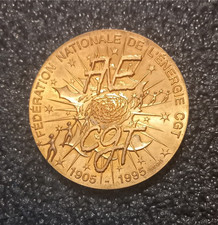 FÉDÉRATION NATIONALE DE L'ÉNERGIE CGT
FNE
CGT
1905 - 1995